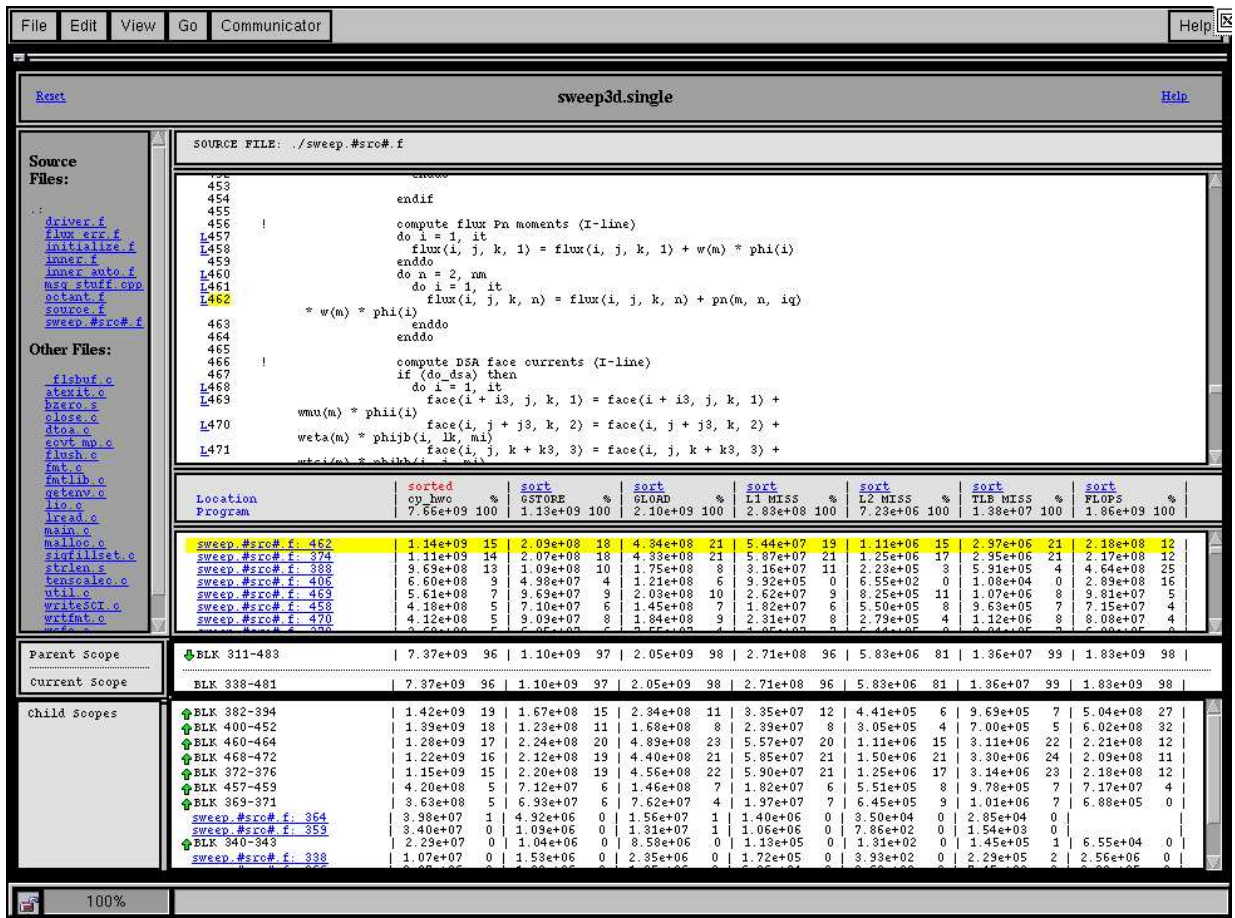 File Edit View Go Communicator Help
Reset sweep3d.single Help
Source
Files:
.:
driver.f
flux_err.f
initialize.f
inner.f
inner_auto.f
msg_stuff.cpp
octant.f
source.f
sweep.#src#.f
Other Files:
_flsbuf.c
atexit.c
bzero.s
close.c
dtoa.c
ecvt_mp.c
flush.c
fmt.c
fmtlib.c
getenv.c
lio.c
lread.c
main.c
malloc.c
sigfillset.c
strlen.s
tenscalec.c
util.c
writeSCI.c
wrtfmt.c
SOURCE FILE: ./sweep.#src#.f
453
454 endif
455
456 ! compute flux Pn moments (I-line)
L457 do i = 1, it
L458 flux(i, j, k, 1) = flux(i, j, k, 1) + w(m) * phi(i)
459 enddo
L460 do n = 2, nm
L461 do i = 1, it
L462 flux(i, j, k, n) = flux(i, j, k, n) + pn(m, n, iq)
* w(m) * phi(i)
463 enddo
464 enddo
465
466 ! compute DSA face currents (I-line)
467 if (do_dsa) then
L468 do i = 1, it
L469 face(i + i3, j, k, 1) = face(i + i3, j, k, 1) +
wmu(m) * phii(i)
L470 face(i, j + j3, k, 2) = face(i, j + j3, k, 2) +
weta(m) * phijb(i, lk, mi)
L471 face(i, j, k + k3, 3) = face(i, j, k + k3, 3) +
| sorted | sort | sort | sort | sort | sort | sort |
Location | cy_hwc % | GSTORE % | GLOAD % | L1 MISS % | L2 MISS % | TLB MISS % | FLOPS % |
Program | 7.66e+09 100 | 1.13e+09 100 | 2.10e+09 100 | 2.83e+08 100 | 7.23e+06 100 | 1.38e+07 100 | 1.86e+09 100 |
sweep.#src#.f: 462 | 1.14e+09 15 | 2.09e+08 18 | 4.34e+08 21 | 5.44e+07 19 | 1.11e+06 15 | 2.97e+06 21 | 2.18e+08 12 |
sweep.#src#.f: 374 | 1.11e+09 14 | 2.07e+08 18 | 4.33e+08 21 | 5.87e+07 21 | 1.25e+06 17 | 2.95e+06 21 | 2.17e+08 12 |
sweep.#src#.f: 388 | 9.69e+08 13 | 1.09e+08 10 | 1.75e+08 8 | 3.16e+07 11 | 2.23e+05 3 | 5.91e+05 4 | 4.64e+08 25 |
sweep.#src#.f: 406 | 6.60e+08 9 | 4.98e+07 4 | 1.21e+08 6 | 9.92e+05 0 | 6.55e+02 0 | 1.08e+04 0 | 2.89e+08 16 |
sweep.#src#.f: 469 | 5.61e+08 7 | 9.69e+07 9 | 2.03e+08 10 | 2.62e+07 9 | 8.25e+05 11 | 1.07e+06 8 | 9.81e+07 5 |
sweep.#src#.f: 458 | 4.18e+08 5 | 7.10e+07 6 | 1.45e+08 7 | 1.82e+07 6 | 5.50e+05 8 | 9.63e+05 7 | 7.15e+07 4 |
sweep.#src#.f: 470 | 4.12e+08 5 | 9.09e+07 8 | 1.84e+08 9 | 2.31e+07 8 | 2.79e+05 4 | 1.12e+06 8 | 8.08e+07 4 |
Parent Scope BLK 311-483 | 7.37e+09 96 | 1.10e+09 97 | 2.05e+09 98 | 2.71e+08 96 | 5.83e+06 81 | 1.36e+07 99 | 1.83e+09 98 |
Current Scope BLK 338-481 | 7.37e+09 96 | 1.10e+09 97 | 2.05e+09 98 | 2.71e+08 96 | 5.83e+06 81 | 1.36e+07 99 | 1.83e+09 98 |
Child Scopes BLK 382-394 | 1.42e+09 19 | 1.67e+08 15 | 2.34e+08 11 | 3.35e+07 12 | 4.41e+05 6 | 9.69e+05 7 | 5.04e+08 27 |
BLK 400-452 | 1.39e+09 18 | 1.23e+08 11 | 1.68e+08 8 | 2.39e+07 8 | 3.05e+05 4 | 7.00e+05 5 | 6.02e+08 32 |
BLK 460-464 | 1.28e+09 17 | 2.24e+08 20 | 4.89e+08 23 | 5.57e+07 20 | 1.11e+06 15 | 3.11e+06 22 | 2.21e+08 12 |
BLK 468-472 | 1.22e+09 16 | 2.12e+08 19 | 4.40e+08 21 | 5.85e+07 21 | 1.50e+06 21 | 3.30e+06 24 | 2.09e+08 11 |
BLK 372-376 | 1.15e+09 15 | 2.20e+08 19 | 4.56e+08 22 | 5.90e+07 21 | 1.25e+06 17 | 3.14e+06 23 | 2.18e+08 12 |
BLK 457-459 | 4.20e+08 5 | 7.12e+07 6 | 1.46e+08 7 | 1.82e+07 6 | 5.51e+05 8 | 9.78e+05 7 | 7.17e+07 4 |
BLK 369-371 | 3.63e+08 5 | 6.93e+07 6 | 7.62e+07 4 | 1.97e+07 7 | 6.45e+05 9 | 1.01e+06 7 | 6.88e+05 0 |
sweep.#src#.f: 364 | 3.98e+07 1 | 4.92e+06 0 | 1.56e+07 1 | 1.40e+06 0 | 3.50e+04 0 | 2.85e+04 0 | |
sweep.#src#.f: 359 | 3.40e+07 0 | 1.09e+06 0 | 1.31e+07 1 | 1.06e+06 0 | 7.86e+02 0 | 1.54e+03 0 | |
BLK 340-343 | 2.29e+07 0 | 1.04e+06 0 | 8.58e+06 0 | 1.13e+05 0 | 1.31e+02 0 | 1.45e+05 1 | 6.55e+04 0 |
sweep.#src#.f: 338 | 1.07e+07 0 | 1.53e+06 0 | 2.35e+06 0 | 1.72e+05 0 | 3.93e+02 0 | 2.29e+05 2 | 2.56e+06 0 |
100%